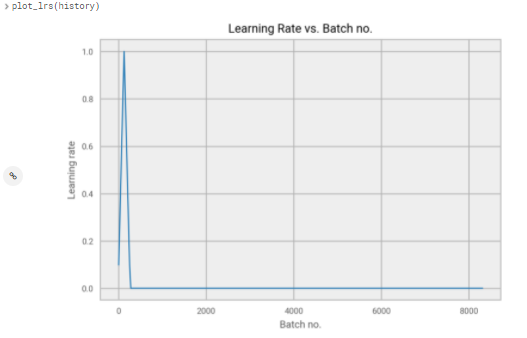 > plot_lrs(history)
Learning Rate vs. Batch no.
1.0
0.8
0.6
0.4
0.2
0.0
Learning rate
0 2000 4000 6000 8000
Batch no.